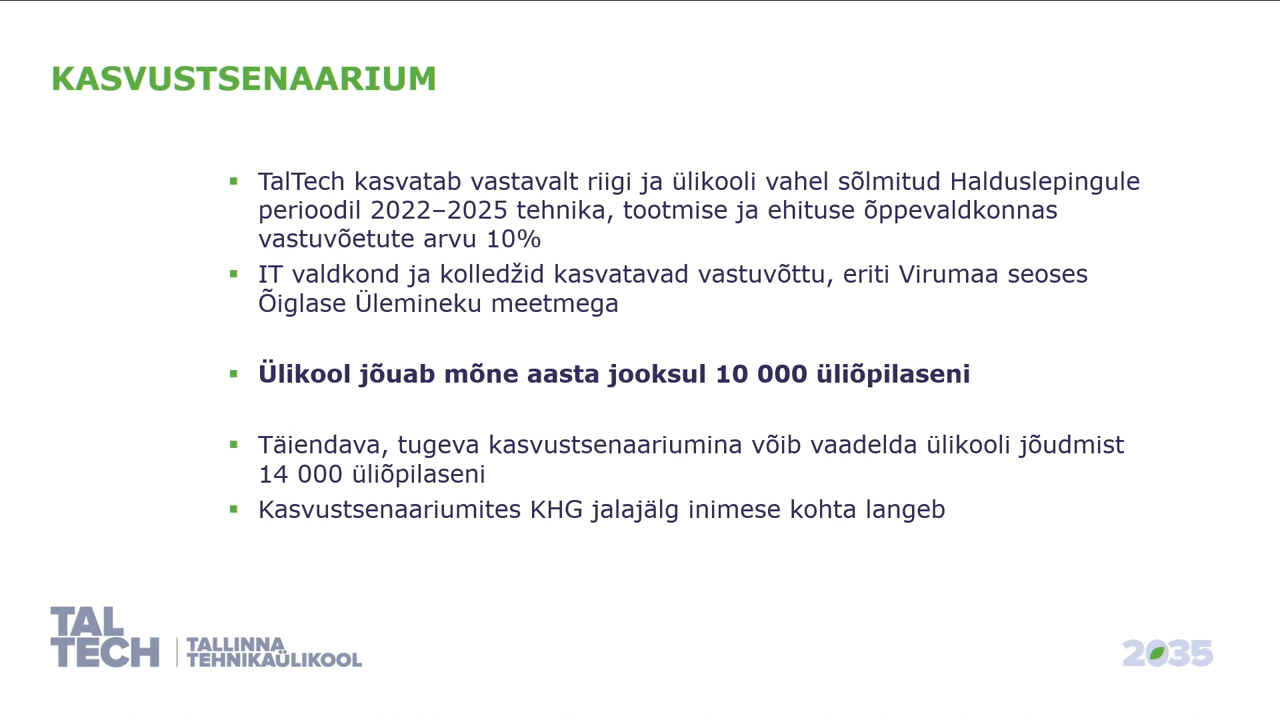 KASVUSTSENAARIUM
▪ TalTech kasvatab vastavalt riigi ja ülikooli vahel sõlmitud Halduslepingule
perioodil 2022–2025 tehnika, tootmise ja ehituse õppevaldkonnas
vastuvõetute arvu 10%
▪ IT valdkond ja kolledžid kasvatavad vastuvõttu, eriti Virumaa seoses
Õiglase Ülemineku meetmega
▪ Ülikool jõuab mõne aasta jooksul 10 000 üliõpilaseni
▪ Täiendava, tugeva kasvustsenaariumina võib vaadelda ülikooli jõudmist
14 000 üliõpilaseni
▪ Kasvustsenaariumites KHG jalajälg inimese kohta langeb
TAL
TECH
TALLINNA
TEHNIKAÜLIKOOL
2035